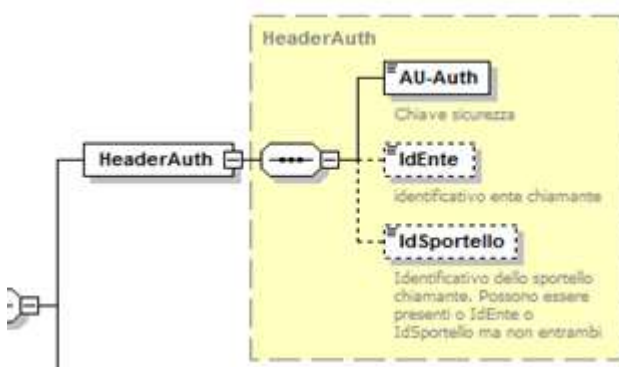 HeaderAuth
AU-Auth
Chiave sicurezza
HeaderAuth
IdEnte
identificativo ente chiamante
IdSportello
Identificativo dello sportello
chiamante. Possono essere
presenti o IdEnte o
IdSportello ma non entrambi